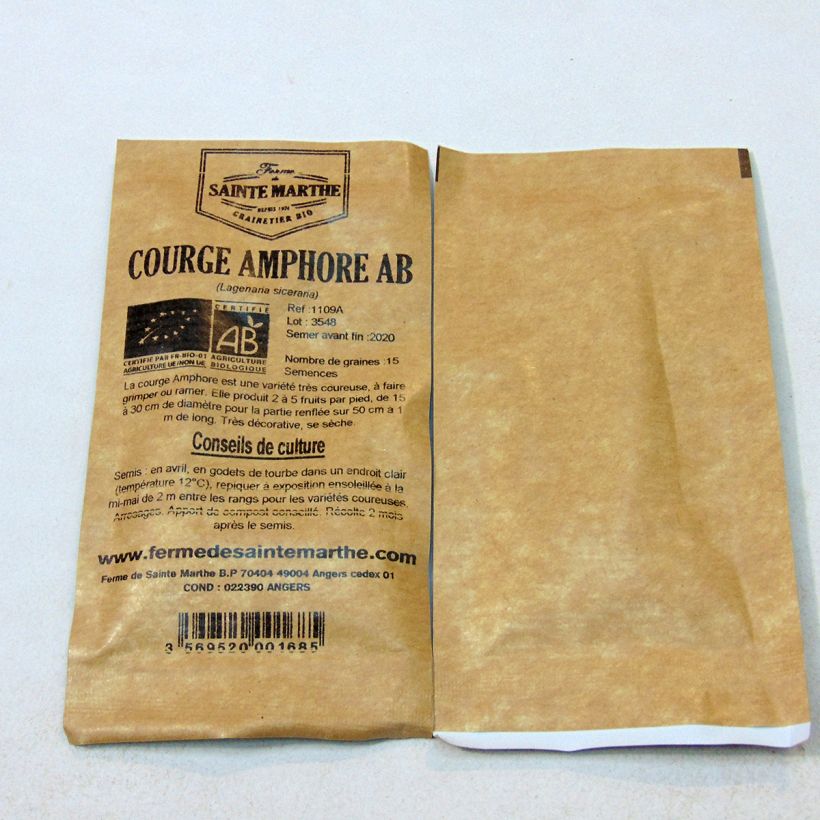 Ferme
de
SAINTE MARTHE
DEPUIS 1974
GRAINETIER BIO
COURGE AMPHORE AB
(Lagenaria siceraria)
CERTIFIÉ
AB
AGRICULTURE
BIOLOGIQUE
CERTIFIÉ PAR FR-BIO-01
AGRICULTURE UE/NON UE
Ref :1109A
Lot : 3548
Semer avant fin :2020
Nombre de graines :15
Semences
La courge Amphore est une variété très coureuse, à faire
grimper ou ramer. Elle produit 2 à 5 fruits par pied, de 15
à 30 cm de diamètre pour la partie renflée sur 50 cm à 1
m de long. Très décorative, se sèche.
Conseils de culture
Semis : en avril, en godets de tourbe dans un endroit clair
(température 12°C), repiquer à exposition ensoleillée à la
mi-mai de 2 m entre les rangs pour les variétés coureuses.
Arrosages. Apport de compost conseillé. Récolte 2 mois
après le semis.
www.fermedesaintemarthe.com
Ferme de Sainte Marthe B.P 70404 49004 Angers cedex 01
COND : 022390 ANGERS
3 569520 001685